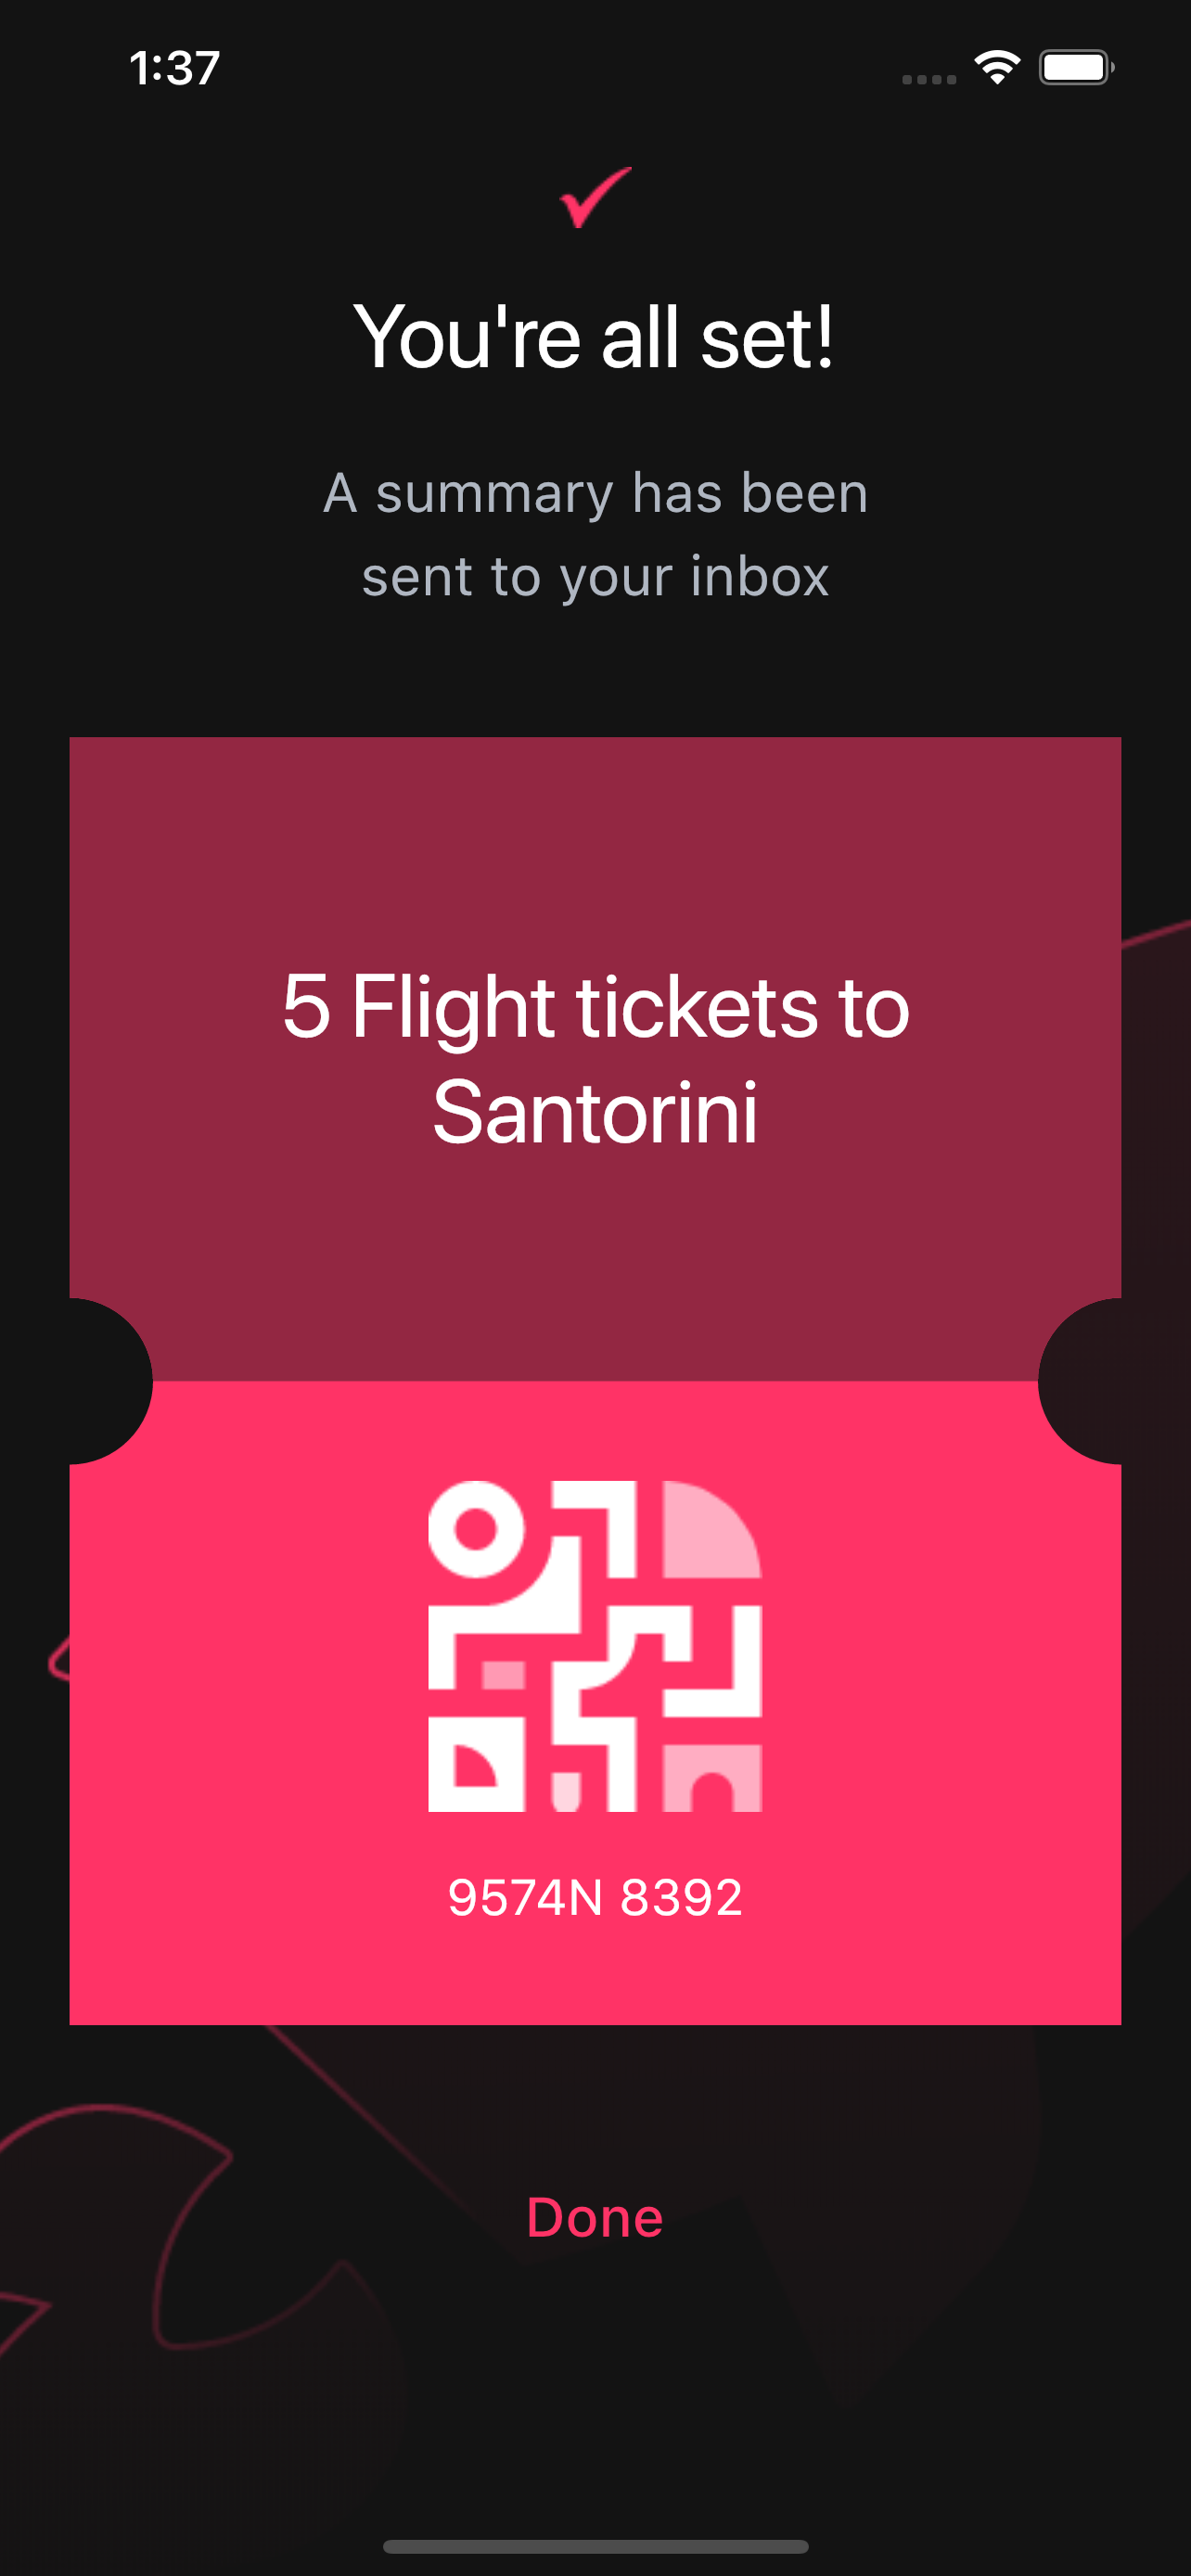 1:37
You're all set!
A summary has been
sent to your inbox
5 Flight tickets to
Santorini
9574N 8392
Done